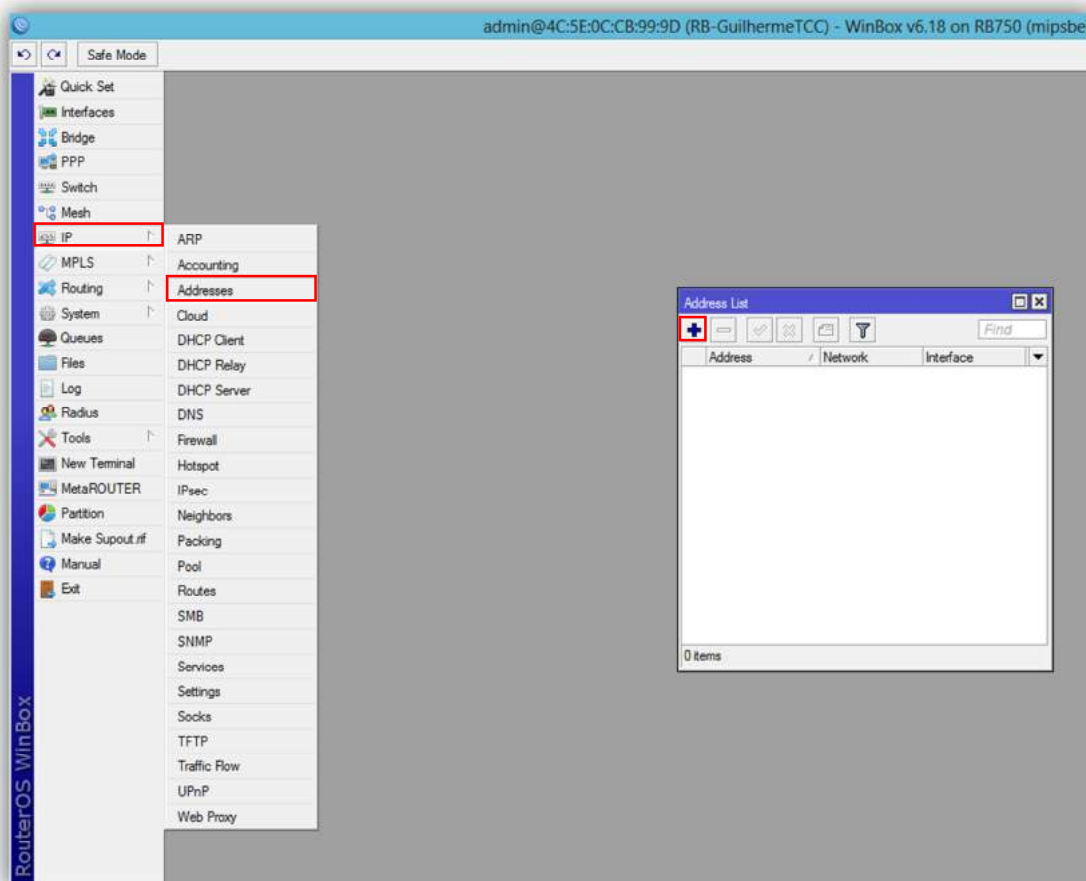 admin@4C:5E:0C:CB:99:9D (RB-GuilhermeTCC) - WinBox v6.18 on RB750 (mipsbe
Safe Mode
Quick Set
Interfaces
Bridge
PPP
Switch
Mesh
IP
MPLS
Routing
System
Queues
Files
Log
Radius
Tools
New Terminal
MetaROUTER
Partition
Make Supout.rif
Manual
Exit
RouterOS WinBox
ARP
Accounting
Addresses
Cloud
DHCP Client
DHCP Relay
DHCP Server
DNS
Firewall
Hotspot
IPsec
Neighbors
Packing
Pool
Routes
SMB
SNMP
Services
Settings
Socks
TFTP
Traffic Flow
UPnP
Web Proxy
Address List
Find
Address / Network Interface
0 items